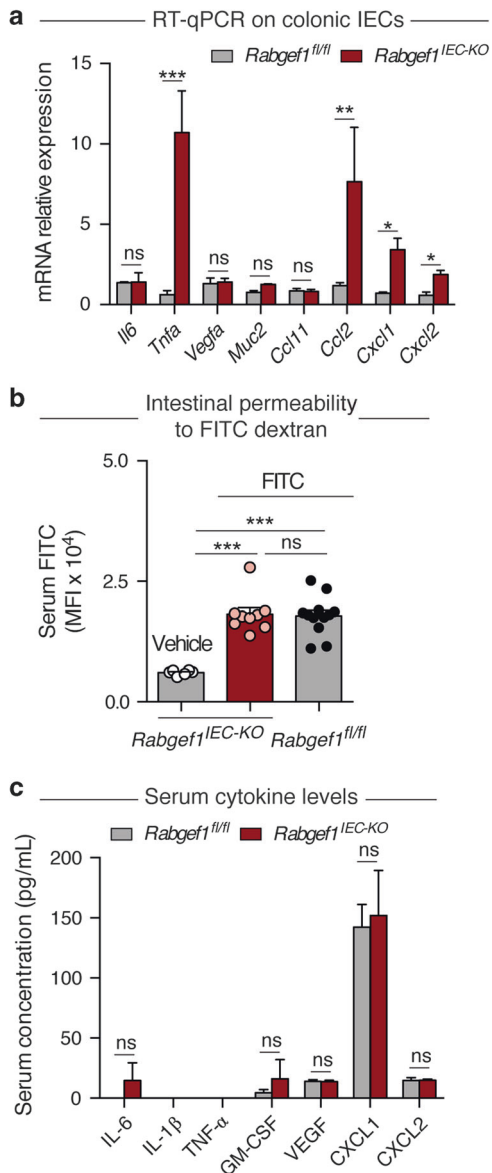 a
RT-qPCR on colonic IECs
Rabgef1fl/fl Rabgef1IEC-KO
mRNA relative expression
15
10
5
0
ns *** ns ns ns ** * *
Il6 Tnfa Vegfa Muc2 Ccl11 Ccl2 Cxcl1 Cxcl2
b
Intestinal permeability
to FITC dextran
Serum FITC
(MFI x 10⁴)
5.0
2.5
0.0
FITC
***
*** ns
Vehicle
Rabgef1IEC-KO Rabgef1fl/fl
c
Serum cytokine levels
Rabgef1fl/fl Rabgef1IEC-KO
Serum concentration (pg/mL)
200
150
100
50
0
ns ns ns ns ns
IL-6 IL-1β TNF-α GM-CSF VEGF CXCL1 CXCL2